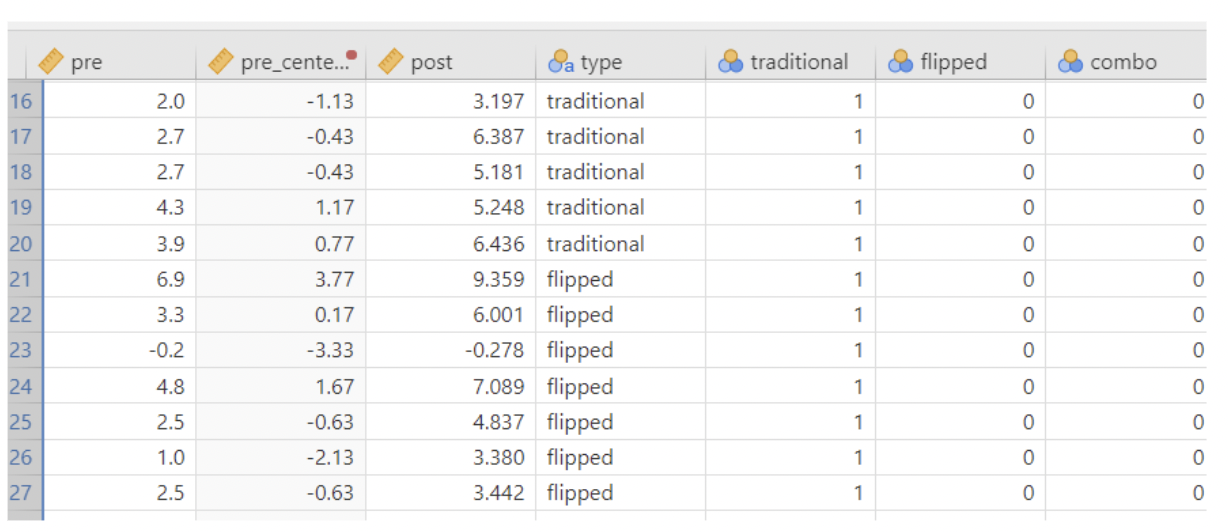 pre pre_cente... post a type traditional flipped combo
16 2.0 -1.13 3.197 traditional 1 0 0
17 2.7 -0.43 6.387 traditional 1 0 0
18 2.7 -0.43 5.181 traditional 1 0 0
19 4.3 1.17 5.248 traditional 1 0 0
20 3.9 0.77 6.436 traditional 1 0 0
21 6.9 3.77 9.359 flipped 1 0 0
22 3.3 0.17 6.001 flipped 1 0 0
23 -0.2 -3.33 -0.278 flipped 1 0 0
24 4.8 1.67 7.089 flipped 1 0 0
25 2.5 -0.63 4.837 flipped 1 0 0
26 1.0 -2.13 3.380 flipped 1 0 0
27 2.5 -0.63 3.442 flipped 1 0 0